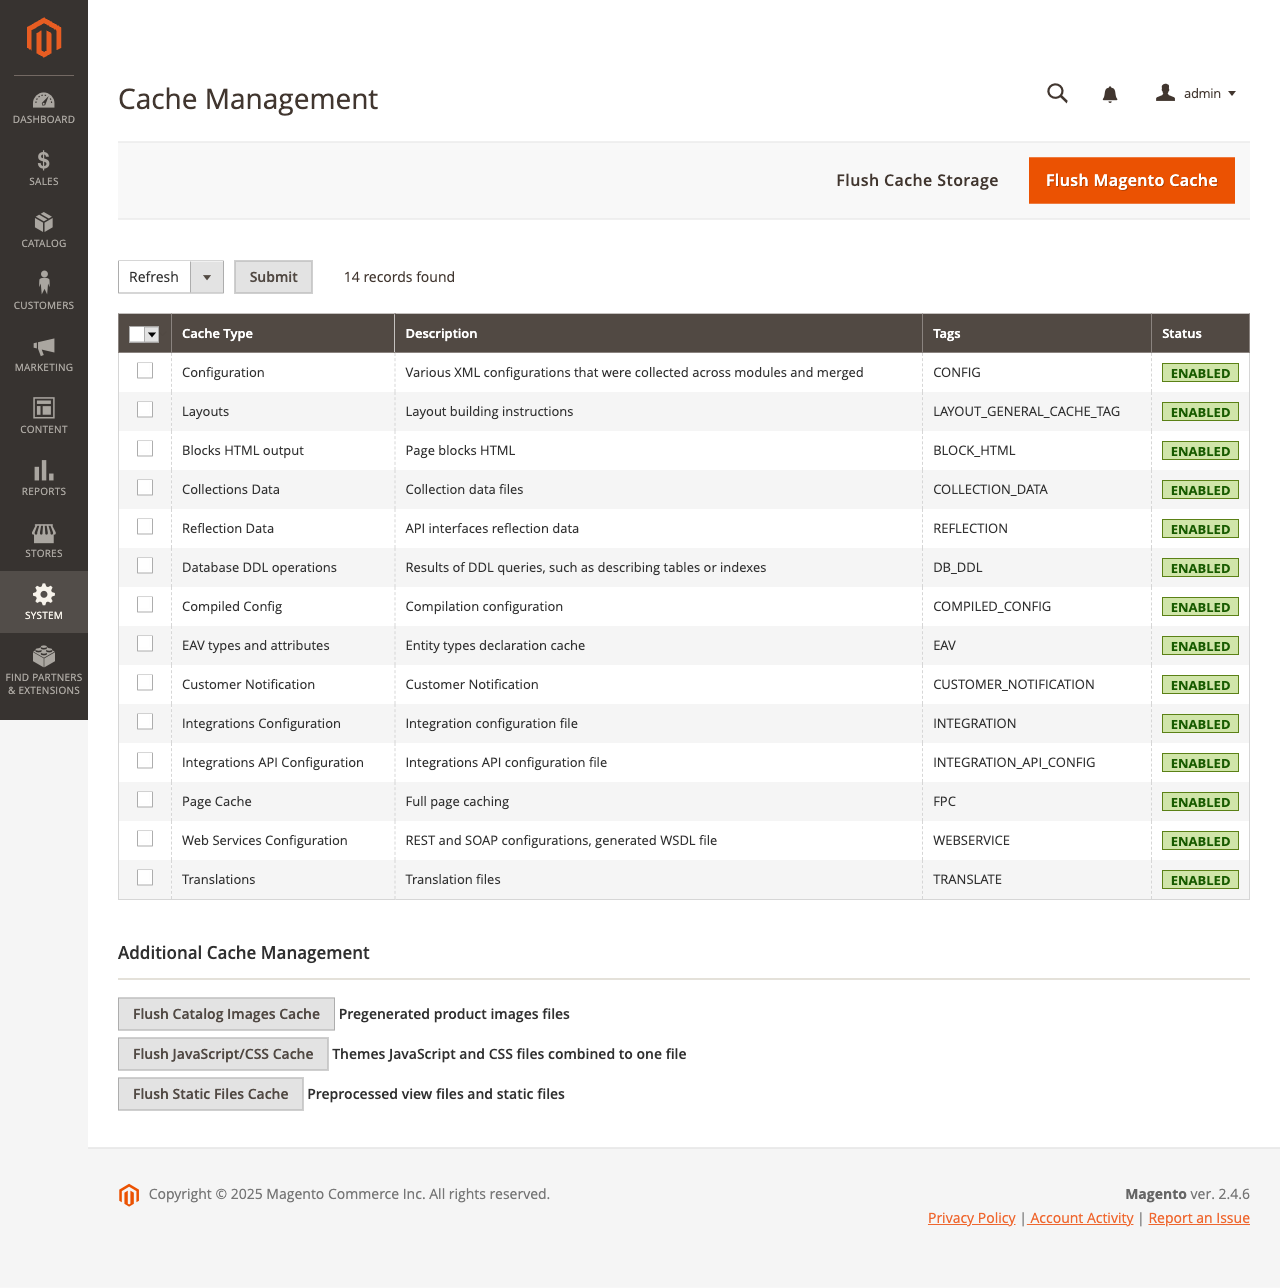 Cache Management
admin
DASHBOARD
SALES
CATALOG
CUSTOMERS
MARKETING
CONTENT
REPORTS
STORES
SYSTEM
FIND PARTNERS
& EXTENSIONS
Flush Cache Storage Flush Magento Cache
Refresh Submit 14 records found
Cache Type Description Tags Status
Configuration Various XML configurations that were collected across modules and merged CONFIG ENABLED
Layouts Layout building instructions LAYOUT_GENERAL_CACHE_TAG ENABLED
Blocks HTML output Page blocks HTML BLOCK_HTML ENABLED
Collections Data Collection data files COLLECTION_DATA ENABLED
Reflection Data API interfaces reflection data REFLECTION ENABLED
Database DDL operations Results of DDL queries, such as describing tables or indexes DB_DDL ENABLED
Compiled Config Compilation configuration COMPILED_CONFIG ENABLED
EAV types and attributes Entity types declaration cache EAV ENABLED
Customer Notification Customer Notification CUSTOMER_NOTIFICATION ENABLED
Integrations Configuration Integration configuration file INTEGRATION ENABLED
Integrations API Configuration Integrations API configuration file INTEGRATION_API_CONFIG ENABLED
Page Cache Full page caching FPC ENABLED
Web Services Configuration REST and SOAP configurations, generated WSDL file WEBSERVICE ENABLED
Translations Translation files TRANSLATE ENABLED
Additional Cache Management
Flush Catalog Images Cache Pregenerated product images files
Flush JavaScript/CSS Cache Themes JavaScript and CSS files combined to one file
Flush Static Files Cache Preprocessed view files and static files
Copyright © 2025 Magento Commerce Inc. All rights reserved. Magento ver. 2.4.6
Privacy Policy | Account Activity | Report an Issue